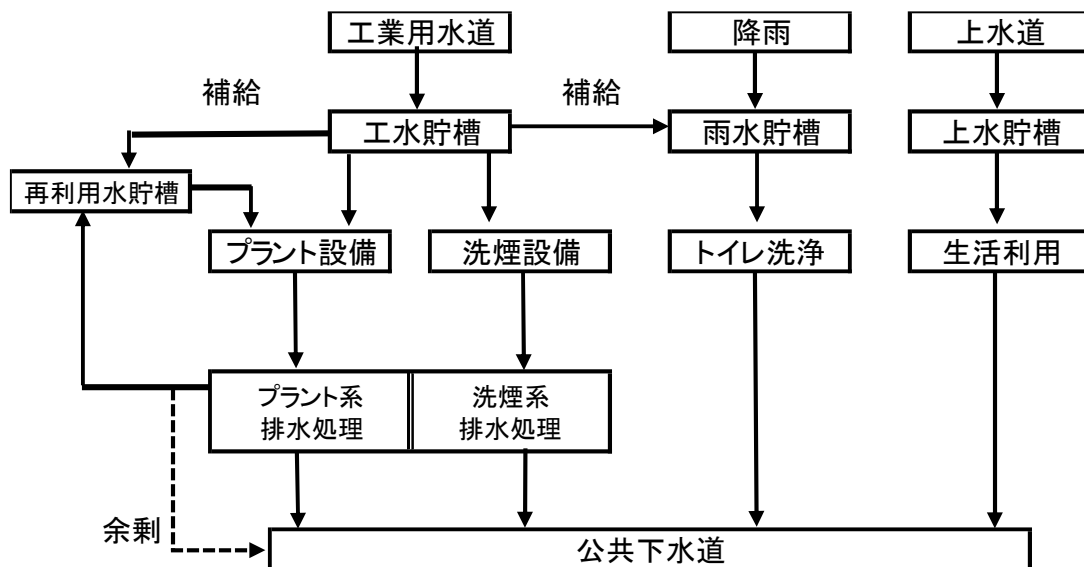 工業用水道
降雨
上水道
補給
補給
工水貯槽
雨水貯槽
上水貯槽
再利用水貯槽
プラント設備
洗煙設備
トイレ洗浄
生活利用
プラント系
排水処理
洗煙系
排水処理
余剰
公共下水道